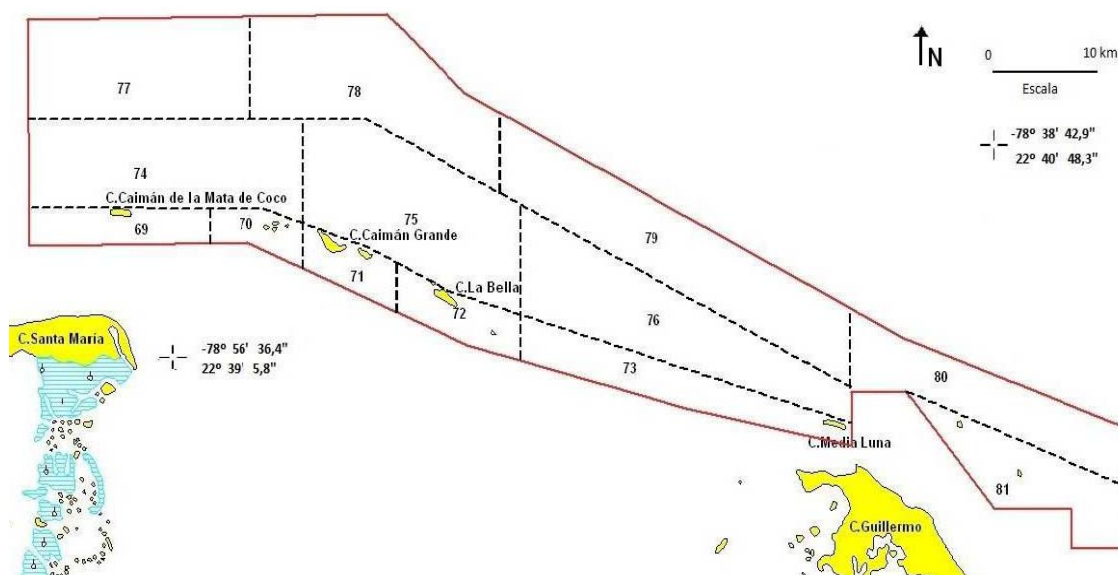 N
0 10 km
Escala
-78º 38' 42,9"
22º 40' 48,3"
77
78
74
C.Caimán de la Mata de Coco
69
70
75
C.Caimán Grande
79
71
C.La Bella
72
76
C.Santa María
-78º 56' 36,4"
22º 39' 5,8"
73
80
C.Media Luna
81
C.Guillermo